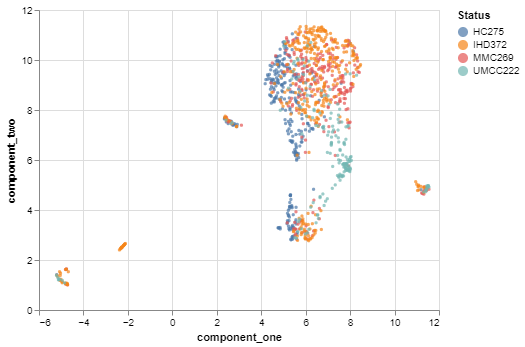 Status
HC275
IHD372
MMC269
UMCC222
component_two
12
10
8
6
4
2
0
−6
−4
−2
0
2
4
6
8
10
12
component_one